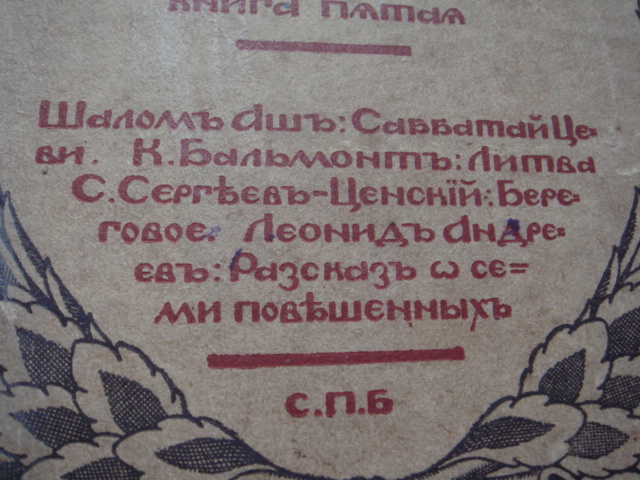 книга пятая
Шаломъ Ашъ: Саббатай Це=
ви. К. Бальмонтъ: Литва
С. Сергѣевъ-Ценскій: Бере=
говое. Леонидъ Андре=
евъ: Разсказъ ѡ се=
ми повѣшенныхъ
С.П.Б